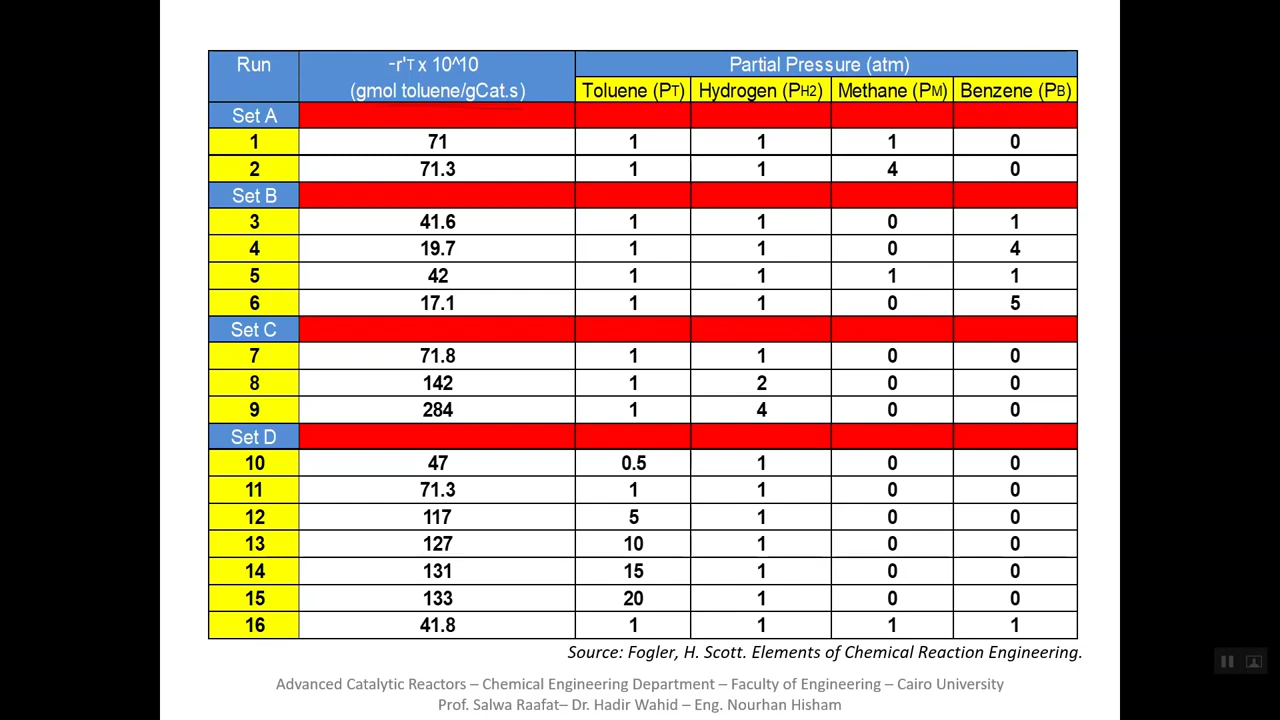 Run -r'T x 10^10 Partial Pressure (atm)
(gmol toluene/gCat.s) Toluene (PT) Hydrogen (PH2) Methane (PM) Benzene (PB)
Set A
1 71 1 1 1 0
2 71.3 1 1 4 0
Set B
3 41.6 1 1 0 1
4 19.7 1 1 0 4
5 42 1 1 1 1
6 17.1 1 1 0 5
Set C
7 71.8 1 1 0 0
8 142 1 2 0 0
9 284 1 4 0 0
Set D
10 47 0.5 1 0 0
11 71.3 1 1 0 0
12 117 5 1 0 0
13 127 10 1 0 0
14 131 15 1 0 0
15 133 20 1 0 0
16 41.8 1 1 1 1
Source: Fogler, H. Scott. Elements of Chemical Reaction Engineering.
Advanced Catalytic Reactors – Chemical Engineering Department – Faculty of Engineering – Cairo University
Prof. Salwa Raafat– Dr. Hadir Wahid – Eng. Nourhan Hisham